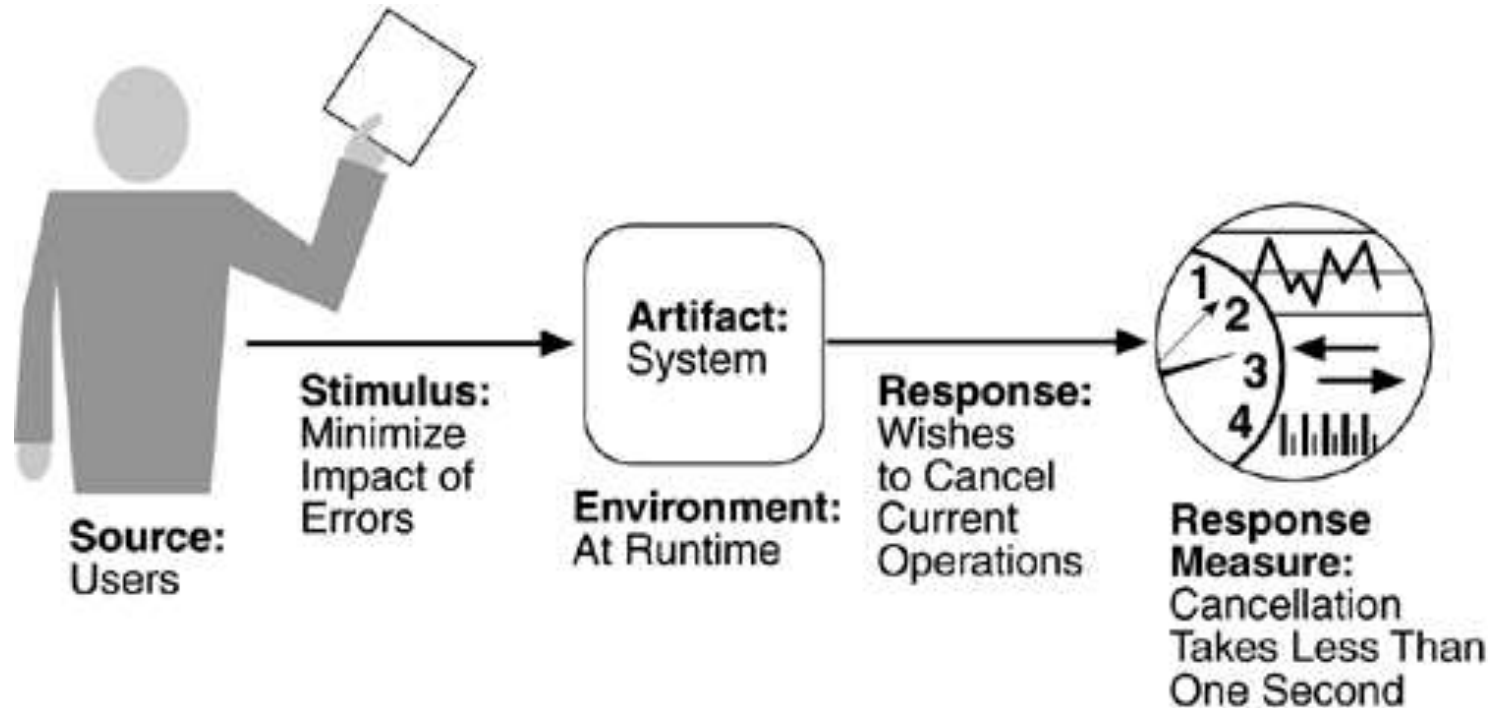 Source:
Users
Stimulus:
Minimize
Impact of
Errors
Artifact:
System
Environment:
At Runtime
Response:
Wishes
to Cancel
Current
Operations
1
2
3
4
Response
Measure:
Cancellation
Takes Less Than
One Second